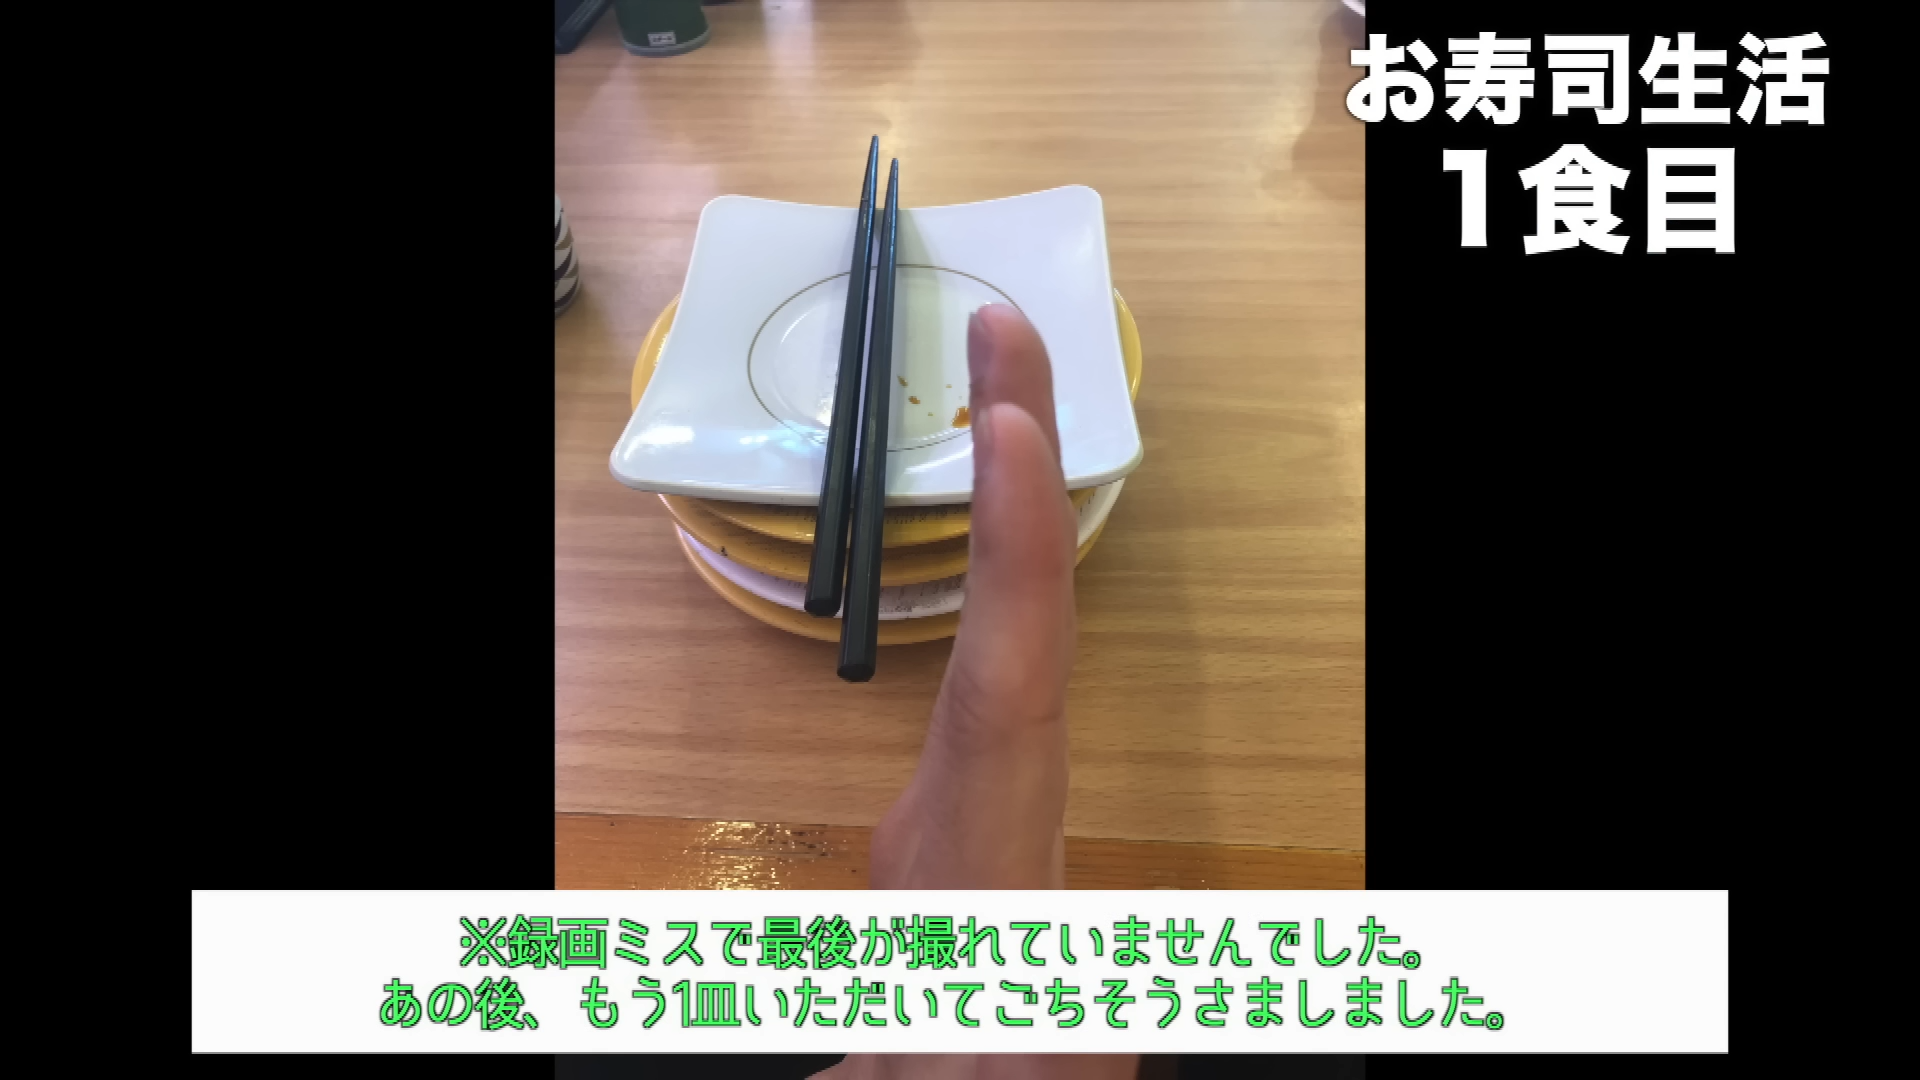 お寿司生活
1食目
※録画ミスで最後が撮れていませんでした。
あの後、もう1皿いただいてごちそうさましました。